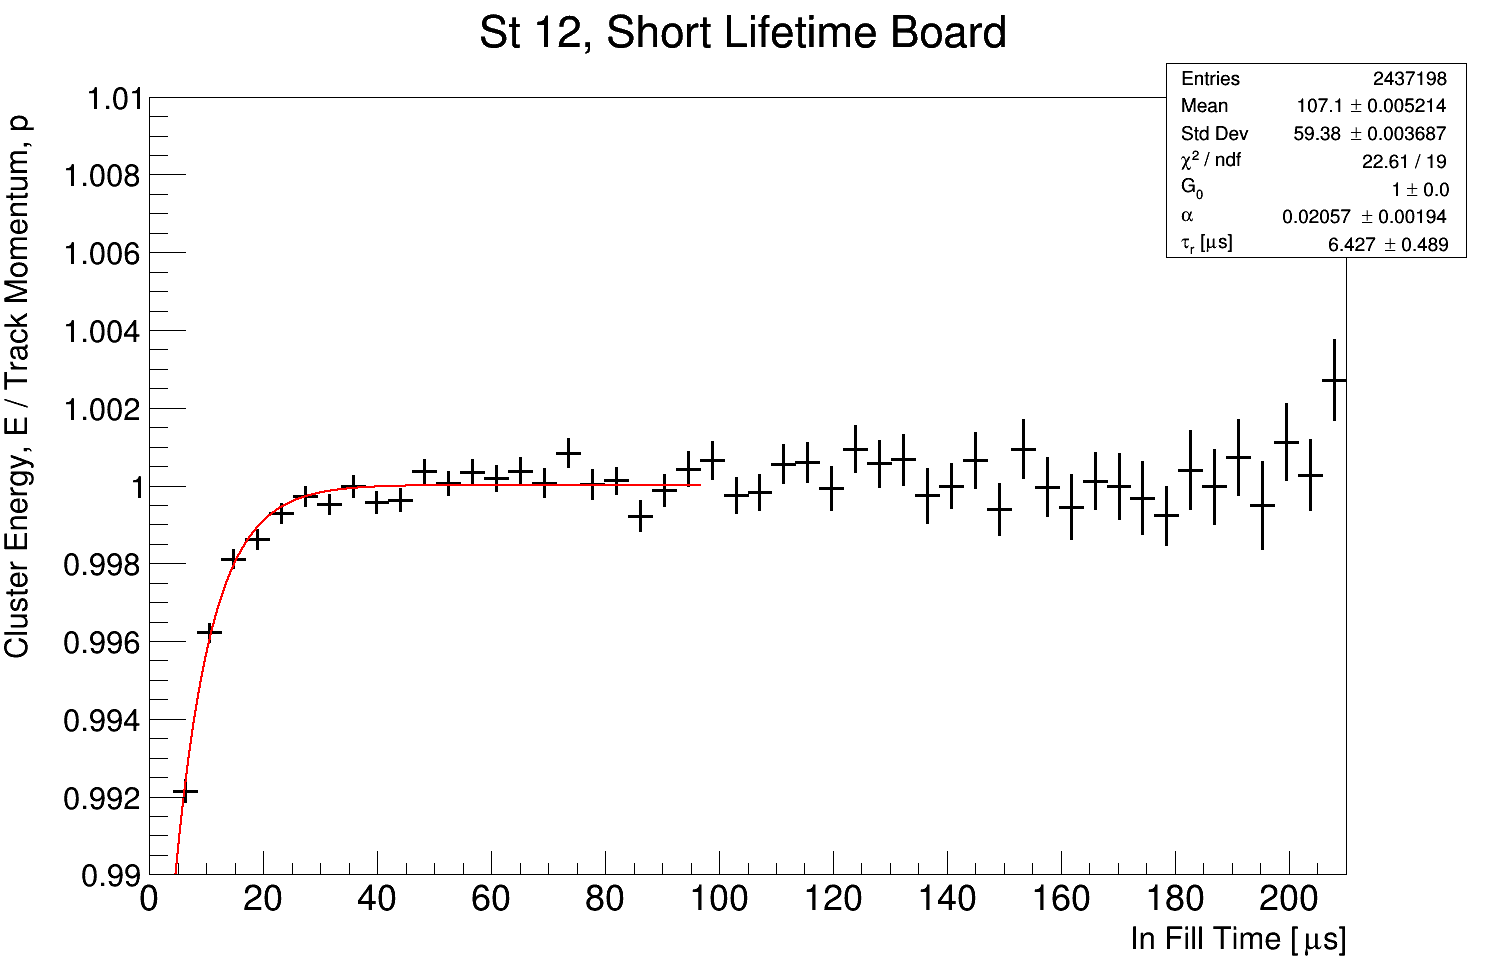 St 12, Short Lifetime Board
Entries 2437198
Mean 107.1 ± 0.005214
Std Dev 59.38 ± 0.003687
χ² / ndf 22.61 / 19
G₀ 1 ± 0.0
α 0.02057 ± 0.00194
τᵣ [μs] 6.427 ± 0.489
Cluster Energy, E / Track Momentum, p
1.01
1.008
1.006
1.004
1.002
1
0.998
0.996
0.994
0.992
0.99
0 20 40 60 80 100 120 140 160 180 200
In Fill Time [μs]